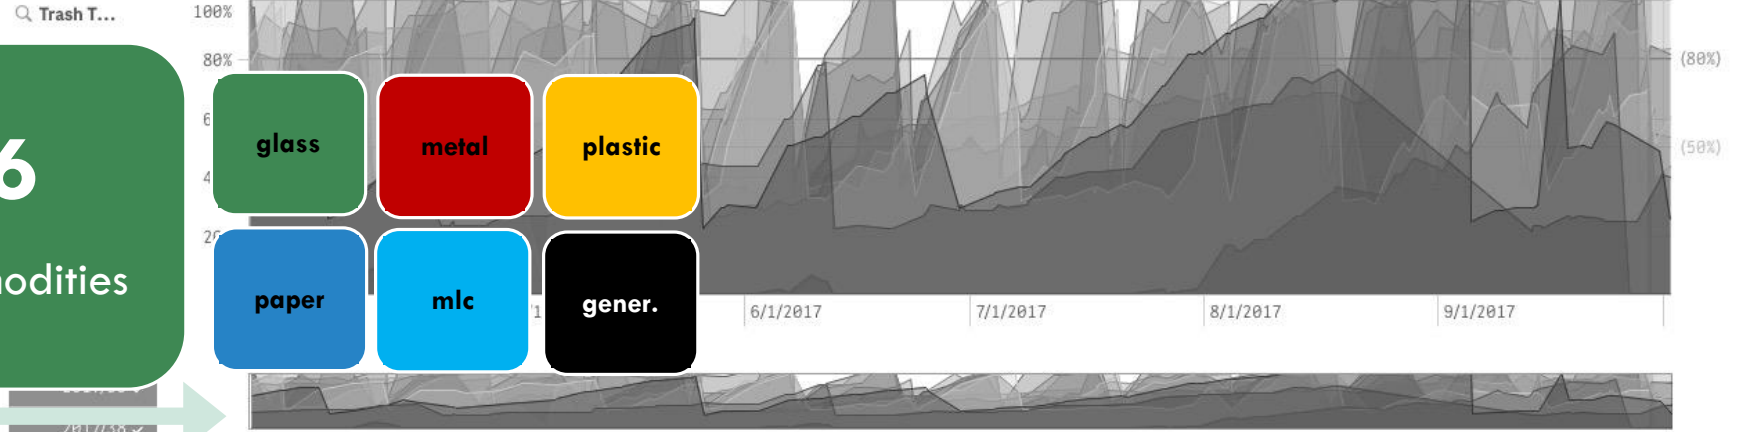 Trash T...
100%
80%
(80%)
(50%)
6
odities
glass
metal
plastic
paper
mlc
gener.
6/1/2017
7/1/2017
8/1/2017
9/1/2017